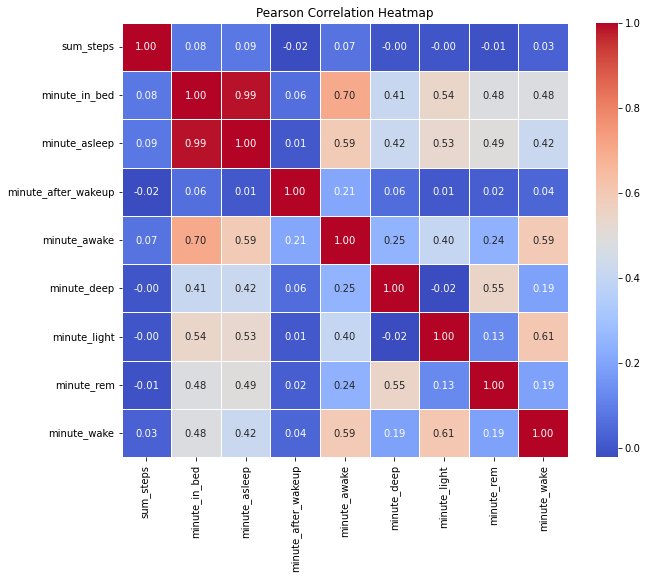 Pearson Correlation Heatmap
sum_steps 1.00 0.08 0.09 -0.02 0.07 -0.00 -0.00 -0.01 0.03
minute_in_bed 0.08 1.00 0.99 0.06 0.70 0.41 0.54 0.48 0.48
minute_asleep 0.09 0.99 1.00 0.01 0.59 0.42 0.53 0.49 0.42
minute_after_wakeup -0.02 0.06 0.01 1.00 0.21 0.06 0.01 0.02 0.04
minute_awake 0.07 0.70 0.59 0.21 1.00 0.25 0.40 0.24 0.59
minute_deep -0.00 0.41 0.42 0.06 0.25 1.00 -0.02 0.55 0.19
minute_light -0.00 0.54 0.53 0.01 0.40 -0.02 1.00 0.13 0.61
minute_rem -0.01 0.48 0.49 0.02 0.24 0.55 0.13 1.00 0.19
minute_wake 0.03 0.48 0.42 0.04 0.59 0.19 0.61 0.19 1.00
sum_steps
minute_in_bed
minute_asleep
minute_after_wakeup
minute_awake
minute_deep
minute_light
minute_rem
minute_wake
1.0
0.8
0.6
0.4
0.2
0.0